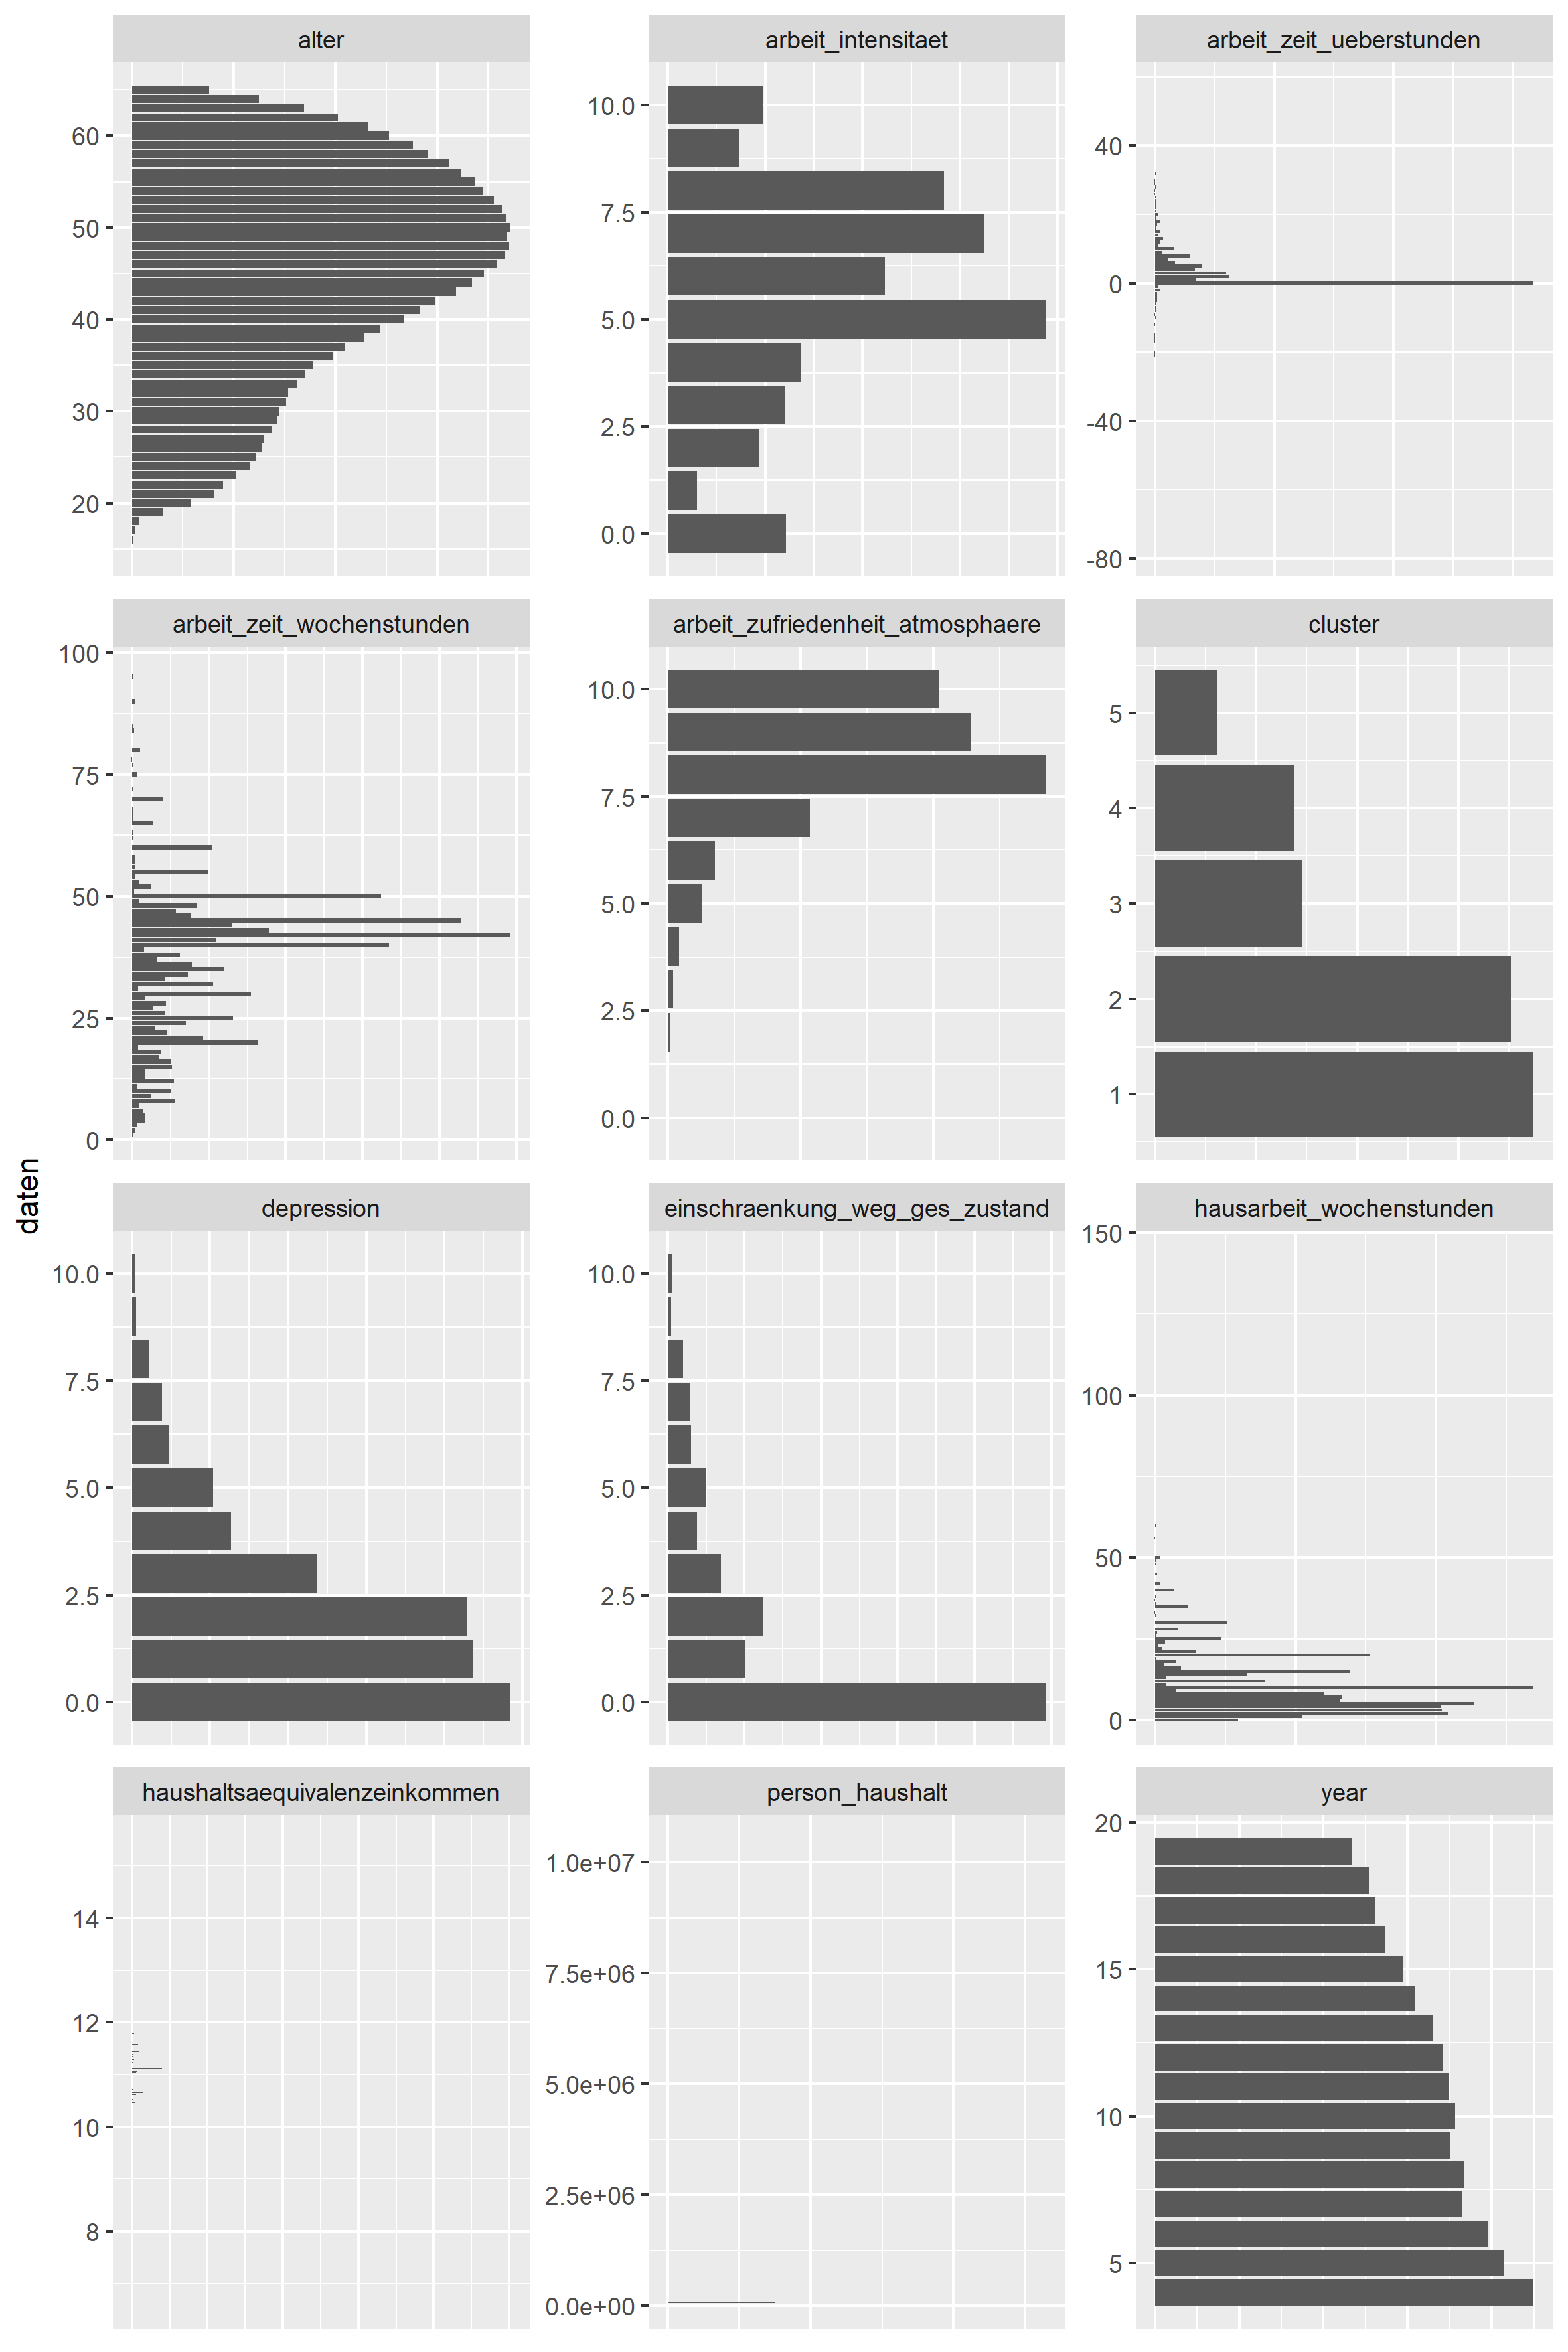 alter
arbeit_intensitaet
arbeit_zeit_ueberstunden
60
50
40
30
20
10.0
7.5
5.0
2.5
0.0
40
0
-40
-80
arbeit_zeit_wochenstunden
arbeit_zufriedenheit_atmosphaere
cluster
100
75
50
25
0
10.0
7.5
5.0
2.5
0.0
5
4
3
2
1
daten
depression
einschraenkung_weg_ges_zustand
hausarbeit_wochenstunden
10.0
7.5
5.0
2.5
0.0
10.0
7.5
5.0
2.5
0.0
150
100
50
0
haushaltsaequivalenzeinkommen
person_haushalt
year
14
12
10
8
1.0e+07
7.5e+06
5.0e+06
2.5e+06
0.0e+00
20
15
10
5